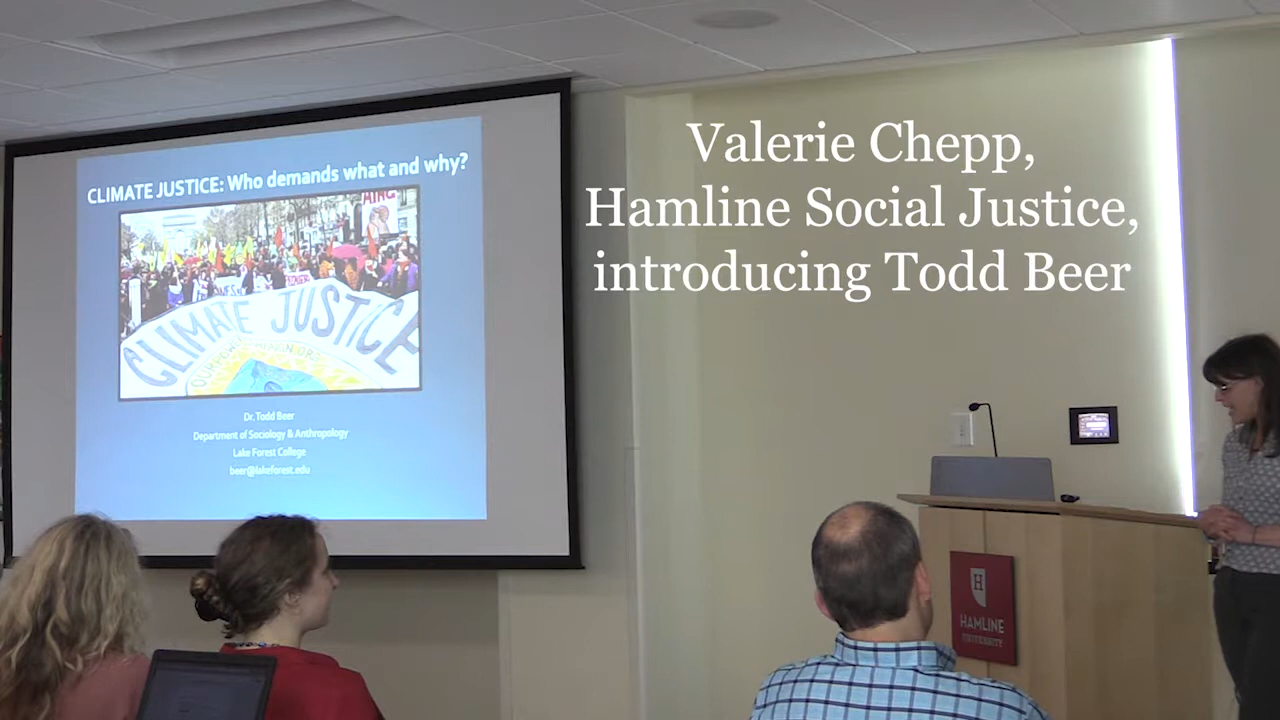 Valerie Chepp,
Hamline Social Justice,
introducing Todd Beer
CLIMATE JUSTICE: Who demands what and why?
CLIMATE JUSTICE
Dr. Todd Beer
Department of Sociology & Anthropology
Lake Forest College
beer@lakeforest.edu
H
HAMLINE
UNIVERSITY